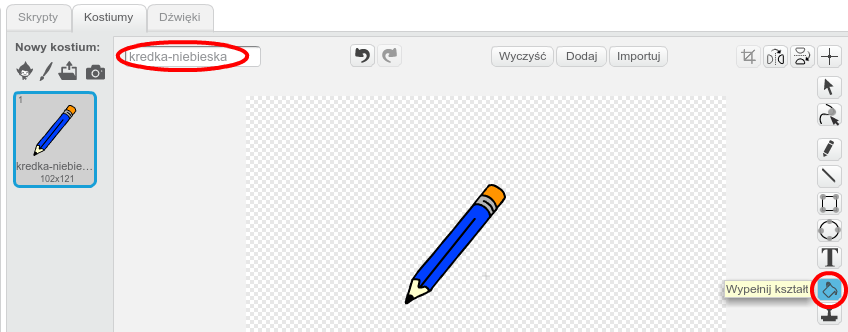 Skrypty Kostiumy Dźwięki
Nowy kostium:
kredka-niebieska
Wyczyść Dodaj Importuj
1
kredka-niebie...
102x121
T
Wypełnij kształt